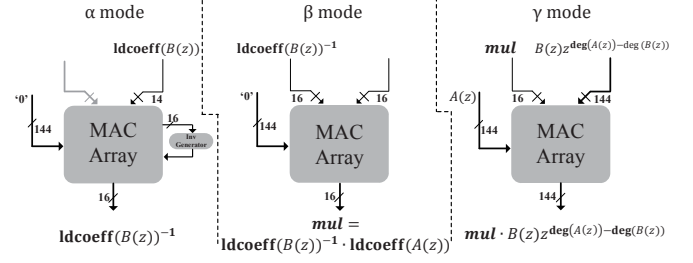 α mode
β mode
γ mode
ldcoeff(B(z))
ldcoeff(B(z))⁻¹
mul
B(z)z^deg(A(z))−deg(B(z))
'0'
14
'0'
16
16
A(z)
16
144
144
MAC
Array
16
Inv
Generator
144
MAC
Array
144
MAC
Array
16
16
144
ldcoeff(B(z))⁻¹
mul =
ldcoeff(B(z))⁻¹ · ldcoeff(A(z))
mul · B(z)z^deg(A(z))−deg(B(z))